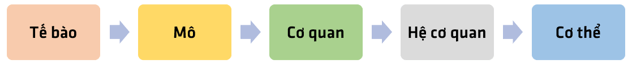 Tế bào
Mô
Cơ quan
Hệ cơ quan
Cơ thể